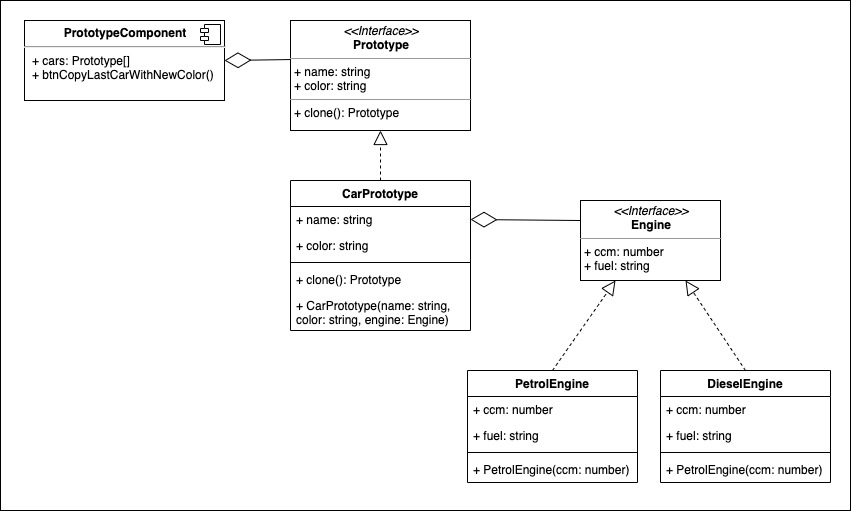 PrototypeComponent
+ cars: Prototype[]
+ btnCopyLastCarWithNewColor()
<<Interface>>
Prototype
+ name: string
+ color: string
+ clone(): Prototype
CarPrototype
+ name: string
+ color: string
+ clone(): Prototype
+ CarPrototype(name: string,
color: string, engine: Engine)
<<Interface>>
Engine
+ ccm: number
+ fuel: string
PetrolEngine
+ ccm: number
+ fuel: string
+ PetrolEngine(ccm: number)
DieselEngine
+ ccm: number
+ fuel: string
+ PetrolEngine(ccm: number)